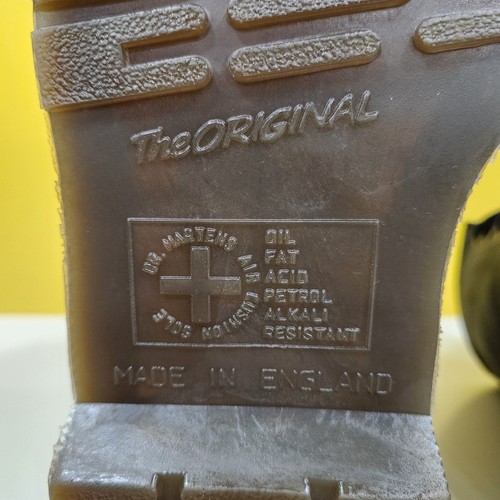 The ORIGINAL
DR. MARTENS AIR CUSHION SOLE
OIL
FAT
ACID
PETROL
ALKALI
RESISTANT
MADE IN ENGLAND